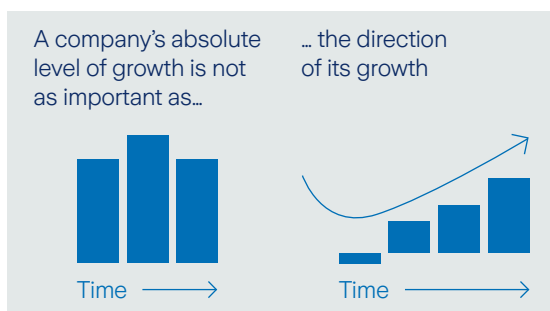 A company’s absolute
level of growth is not
as important as…
… the direction
of its growth
Time
Time